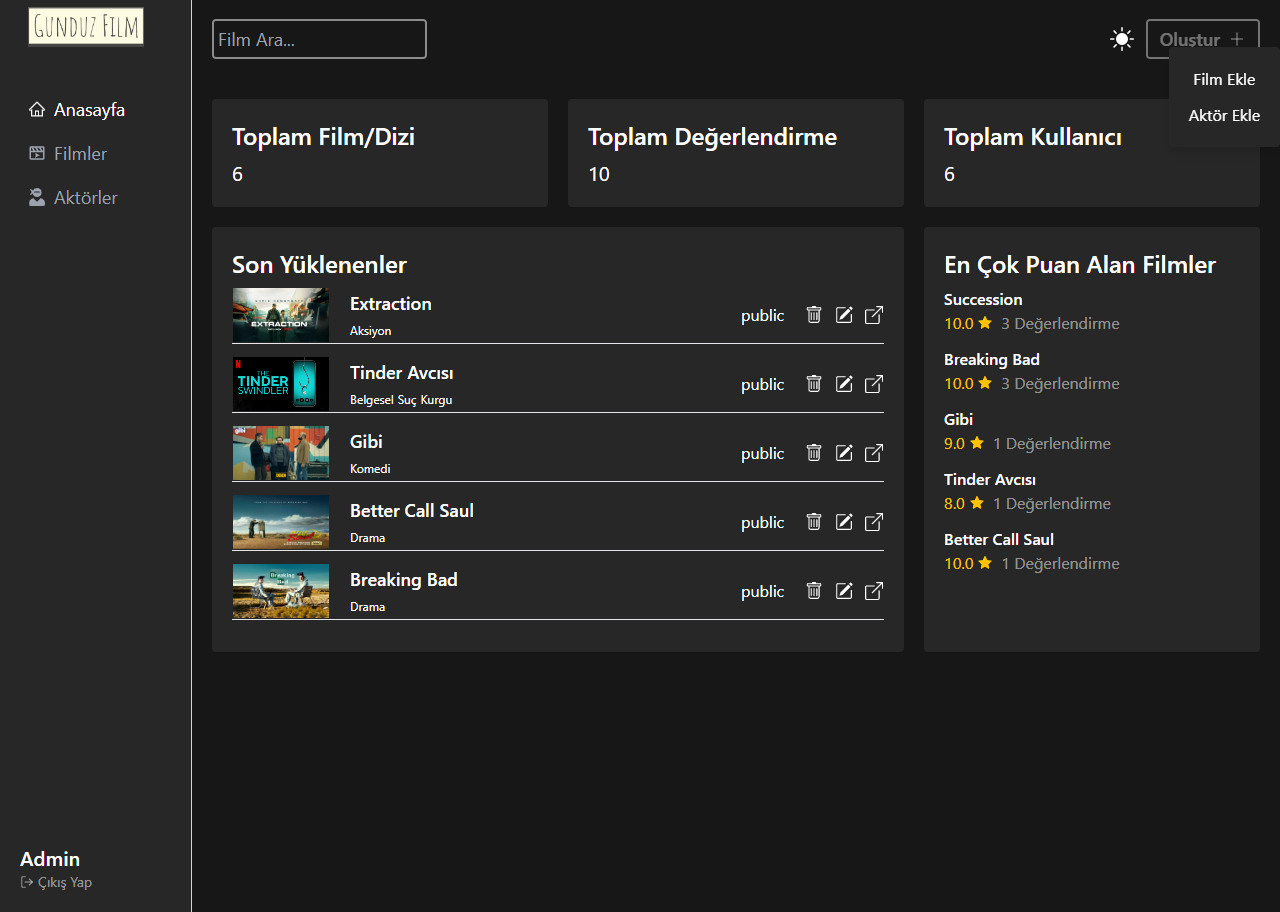 GUNDUZ FILM
Anasayfa
Filmler
Aktörler
Admin
Çıkış Yap
Film Ara...
Oluştur
Film Ekle
Aktör Ekle
Toplam Film/Dizi
6
Toplam Değerlendirme
10
Toplam Kullanıcı
6
Son Yüklenenler
EXTRACTION
Extraction
Aksiyon
public
THE
TINDER
SWINDLER
Tinder Avcısı
Belgesel Suç Kurgu
public
gibi
Gibi
Komedi
public
Better Call Saul
Drama
public
Breaking
Bad
Breaking Bad
Drama
public
En Çok Puan Alan Filmler
Succession
10.0 3 Değerlendirme
Breaking Bad
10.0 3 Değerlendirme
Gibi
9.0 1 Değerlendirme
Tinder Avcısı
8.0 1 Değerlendirme
Better Call Saul
10.0 1 Değerlendirme